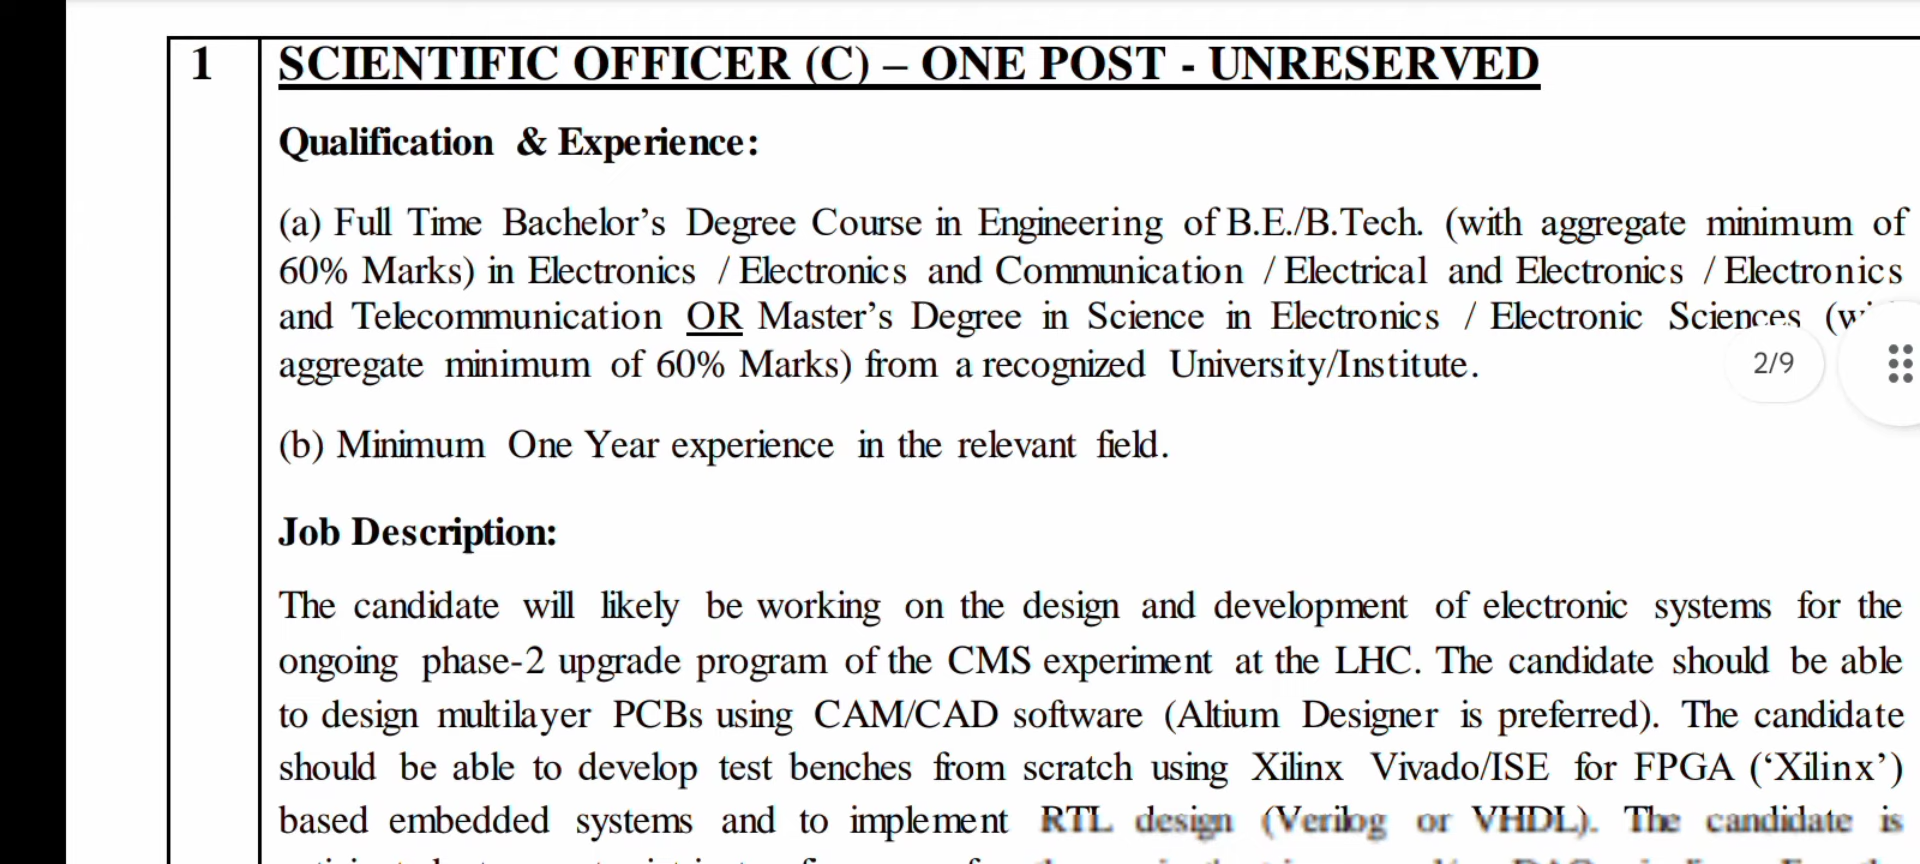 1
SCIENTIFIC OFFICER (C) – ONE POST - UNRESERVED
Qualification & Experience:
(a) Full Time Bachelor’s Degree Course in Engineering of B.E./B.Tech. (with aggregate minimum of
60% Marks) in Electronics / Electronics and Communication / Electrical and Electronics / Electronics
and Telecommunication OR Master’s Degree in Science in Electronics / Electronic Sciences
aggregate minimum of 60% Marks) from a recognized University/Institute.
2/9
(b) Minimum One Year experience in the relevant field.
Job Description:
The candidate will likely be working on the design and development of electronic systems for the
ongoing phase-2 upgrade program of the CMS experiment at the LHC. The candidate should be able
to design multilayer PCBs using CAM/CAD software (Altium Designer is preferred). The candidate
should be able to develop test benches from scratch using Xilinx Vivado/ISE for FPGA (‘Xilinx’)
based embedded systems and to implement RTL design (Verilog or VHDL). The candidate is